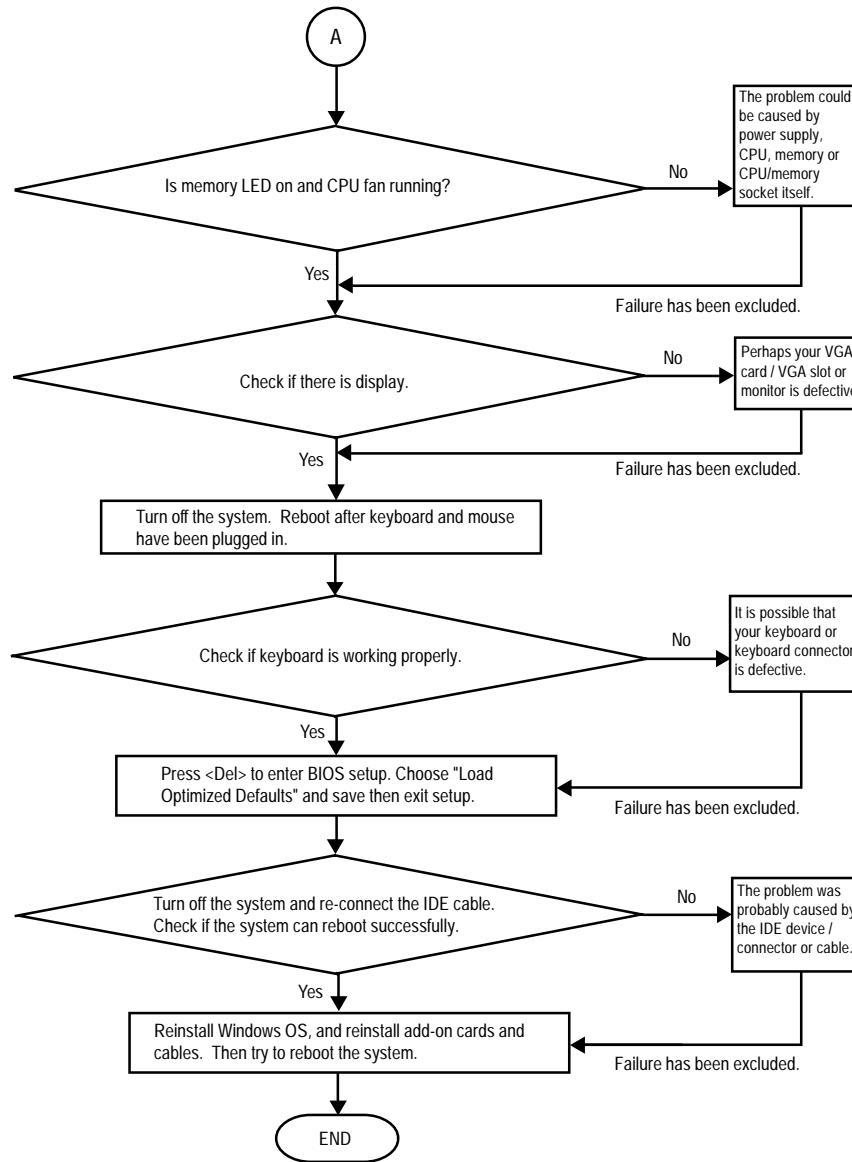 A
Is memory LED on and CPU fan running?
No
The problem could
be caused by
power supply,
CPU, memory or
CPU/memory
socket itself.
Yes
Failure has been excluded.
Check if there is display.
No
Perhaps your VGA
card / VGA slot or
monitor is defective
Yes
Failure has been excluded.
Turn off the system. Reboot after keyboard and mouse
have been plugged in.
Check if keyboard is working properly.
No
It is possible that
your keyboard or
keyboard connector
is defective.
Yes
Press <Del> to enter BIOS setup. Choose "Load
Optimized Defaults" and save then exit setup.
Failure has been excluded.
Turn off the system and re-connect the IDE cable.
Check if the system can reboot successfully.
No
The problem was
probably caused by
the IDE device /
connector or cable.
Yes
Reinstall Windows OS, and reinstall add-on cards and
cables. Then try to reboot the system.
Failure has been excluded.
END